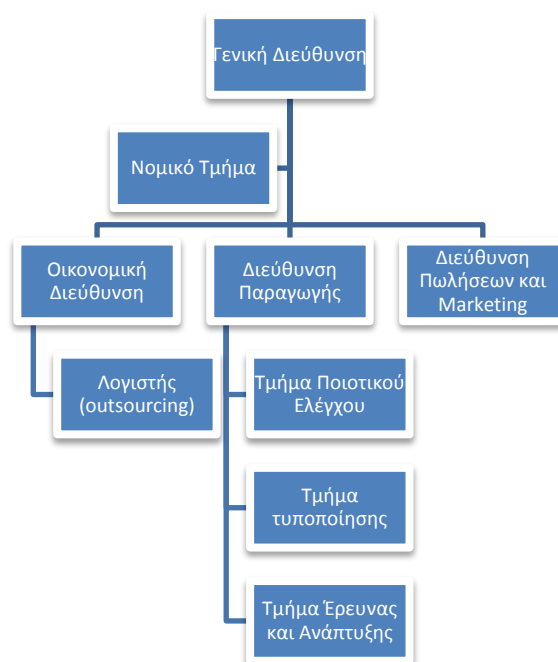 Γενική Διεύθυνση
Νομικό Τμήμα
Οικονομική
Διεύθυνση
Διεύθυνση
Παραγωγής
Διεύθυνση
Πωλήσεων και
Marketing
Λογιστής
(outsourcing)
Τμήμα Ποιοτικού
Ελέγχου
Τμήμα
τυποποίησης
Τμήμα Έρευνας
και Ανάπτυξης